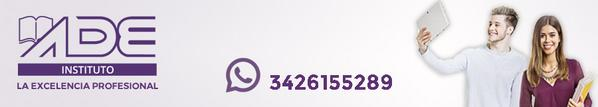 ADE
INSTITUTO
LA EXCELENCIA PROFESIONAL
3426155289